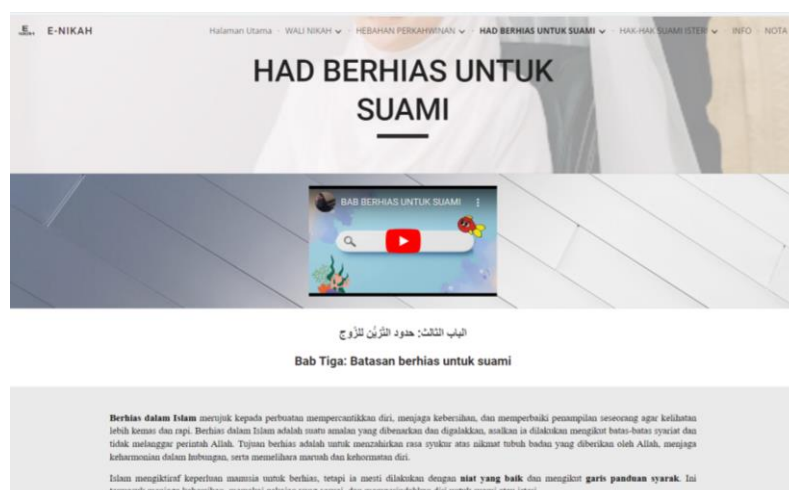 E-NIKAH
Halaman Utama
WALI NIKAH
HEBAHAN PERKAHWINAN
HAD BERHIAS UNTUK SUAMI
HAK-HAK SUAMI ISTERI
INFO
NOTA
HAD BERHIAS UNTUK
SUAMI
BAB BERHIAS UNTUK SUAMI
الباب الثالث: حدود التَّزيُّن للزَّوج
Bab Tiga: Batasan berhias untuk suami
Berhias dalam Islam merujuk kepada perbuatan mempercantikkan diri, menjaga kebersihan, dan memperbaiki penampilan seseorang agar kelihatan
lebih kemas dan rapi. Berhias dalam Islam adalah suatu amalan yang dibenarkan dan digalakkan, asalkan ia dilakukan mengikut batas-batas syariat dan
tidak melanggar perintah Allah. Tujuan berhias adalah untuk menzahirkan rasa syukur atas nikmat tubuh badan yang diberikan oleh Allah, menjaga
keharmonian dalam hubungan, serta memelihara maruah dan kehormatan diri.
Islam mengiktiraf keperluan manusia untuk berhias, tetapi ia mesti dilakukan dengan niat yang baik dan mengikut garis panduan syarak. Ini